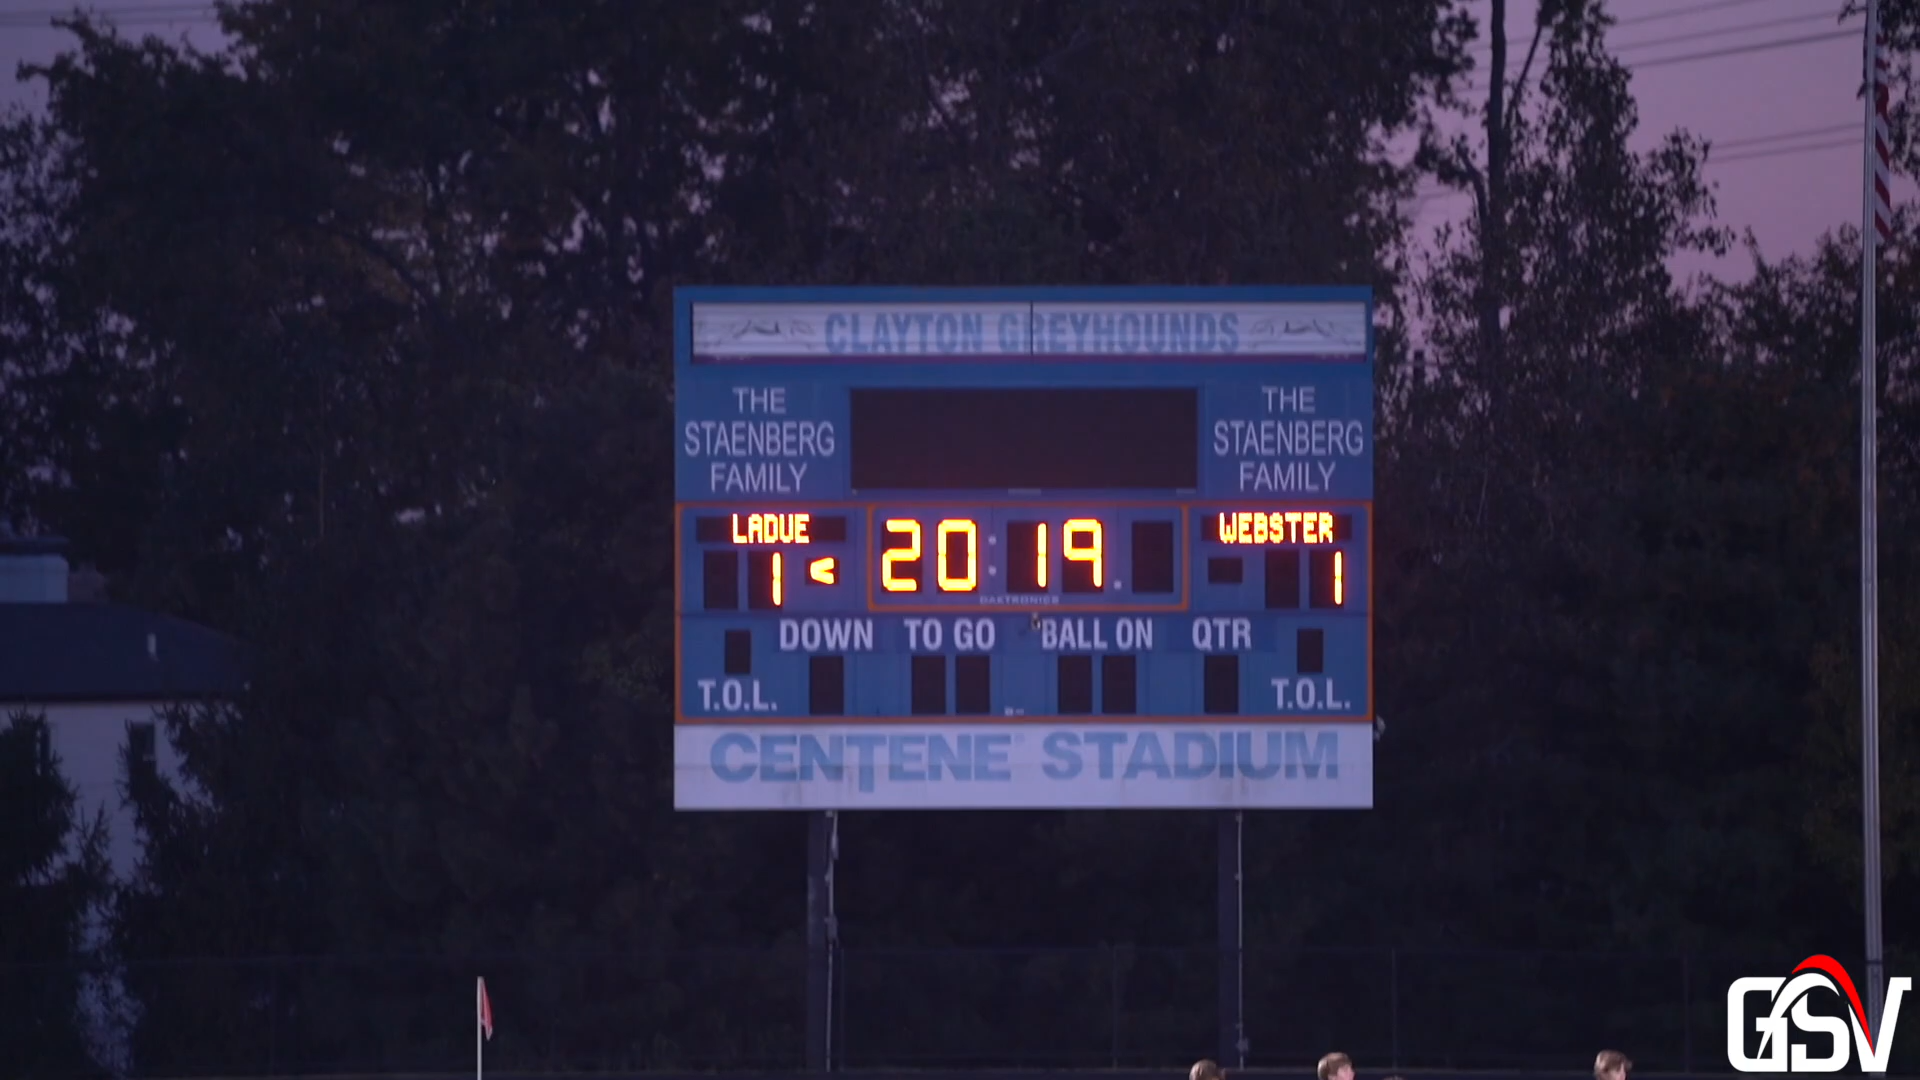 CLAYTON GREYHOUNDS
THE
STAENBERG
FAMILY
THE
STAENBERG
FAMILY
LADUE
20:19
WEBSTER
1 <
1
DAKTRONICS
DOWN TO GO BALL ON QTR
T.O.L.
T.O.L.
CENTENE STADIUM
GSV